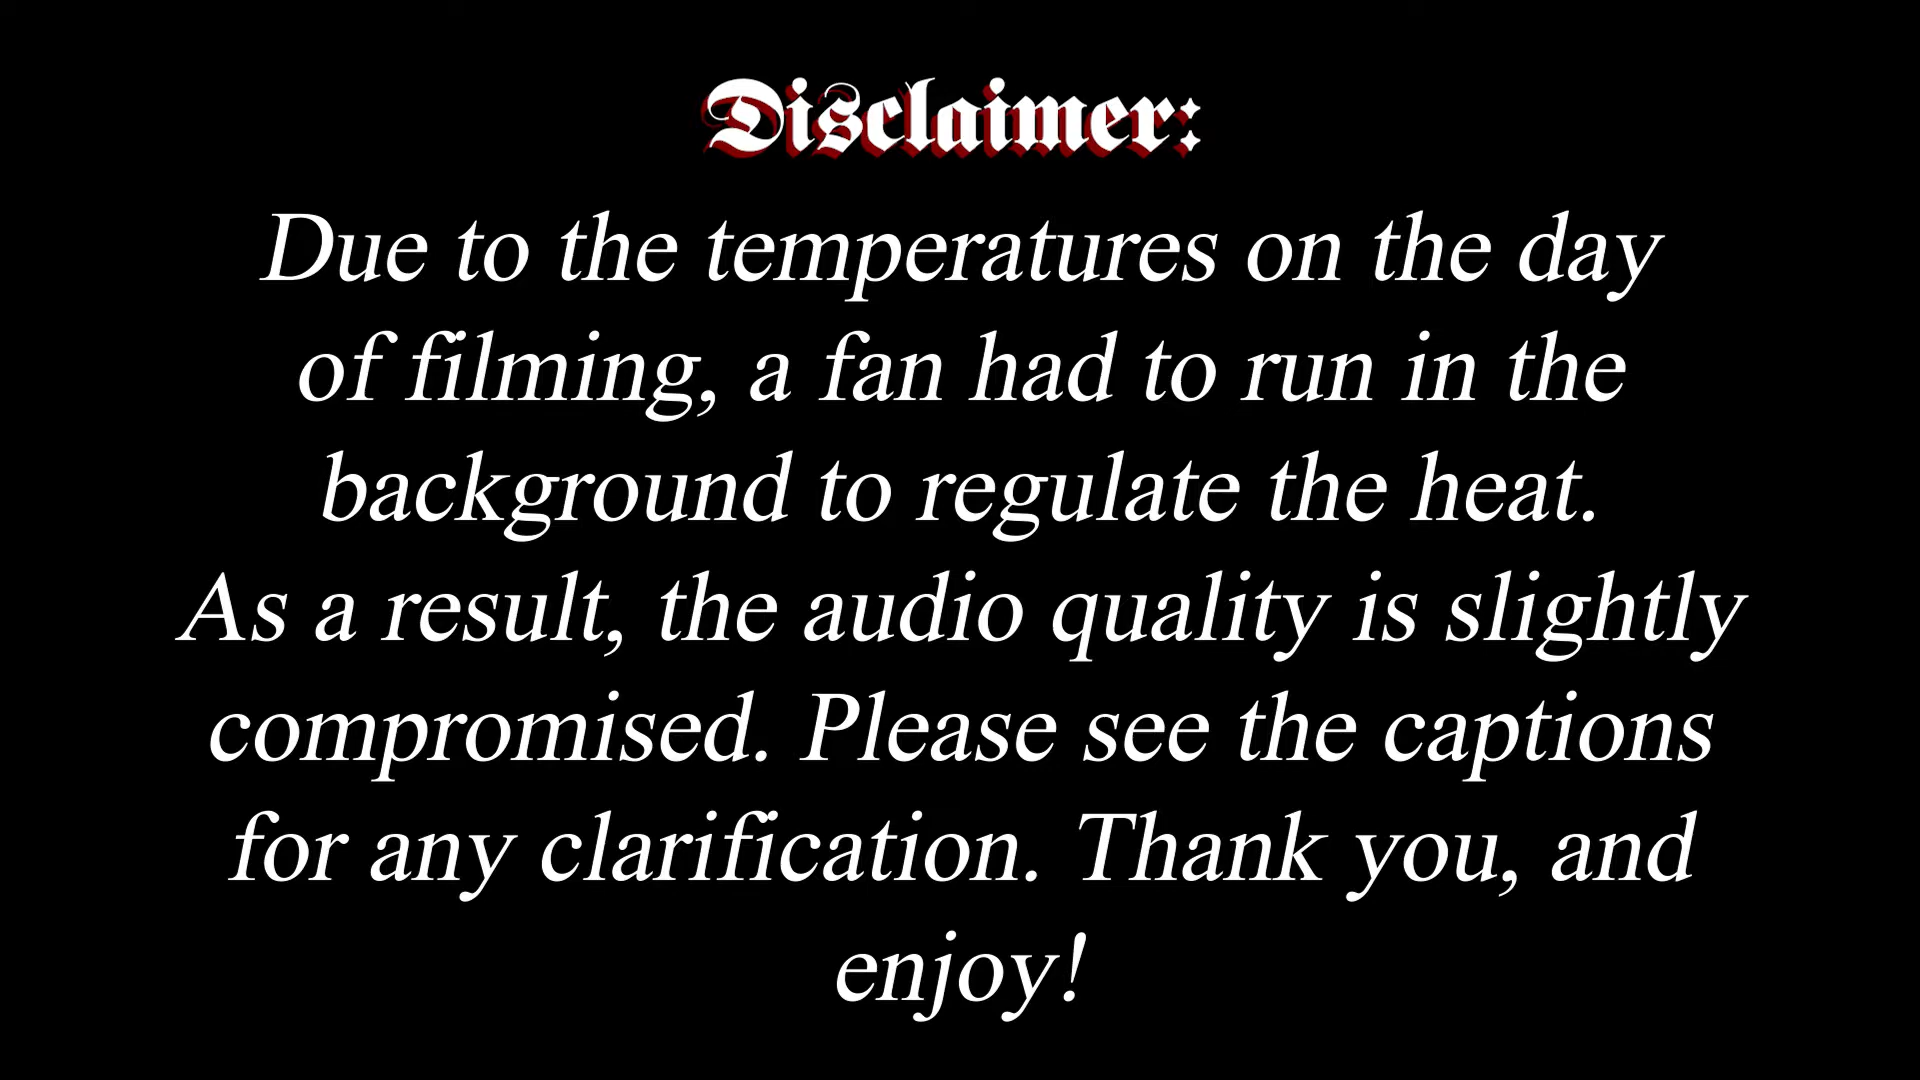 Disclaimer:
Due to the temperatures on the day
of filming, a fan had to run in the
background to regulate the heat.
As a result, the audio quality is slightly
compromised. Please see the captions
for any clarification. Thank you, and
enjoy!